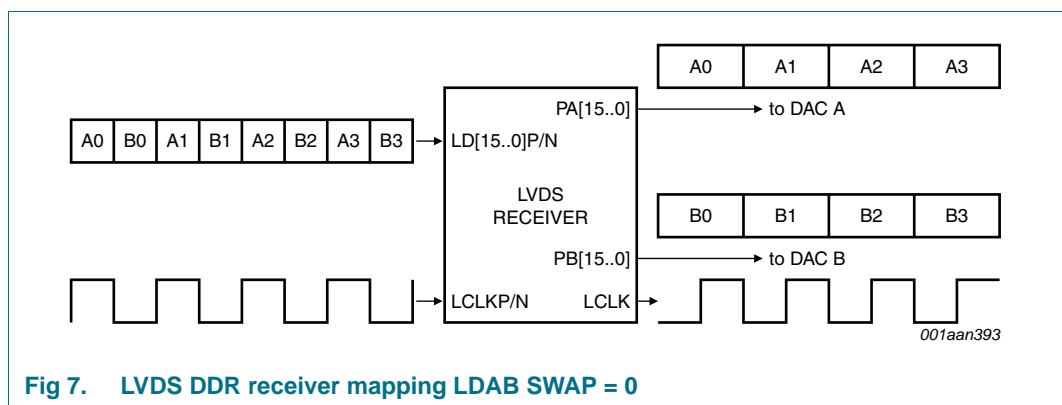 A0 A1 A2 A3
PA[15..0] to DAC A
A0 B0 A1 B1 A2 B2 A3 B3 LD[15..0]P/N
LVDS
RECEIVER
B0 B1 B2 B3
PB[15..0] to DAC B
LCLKP/N LCLK
001aan393
Fig 7. LVDS DDR receiver mapping LDAB SWAP = 0